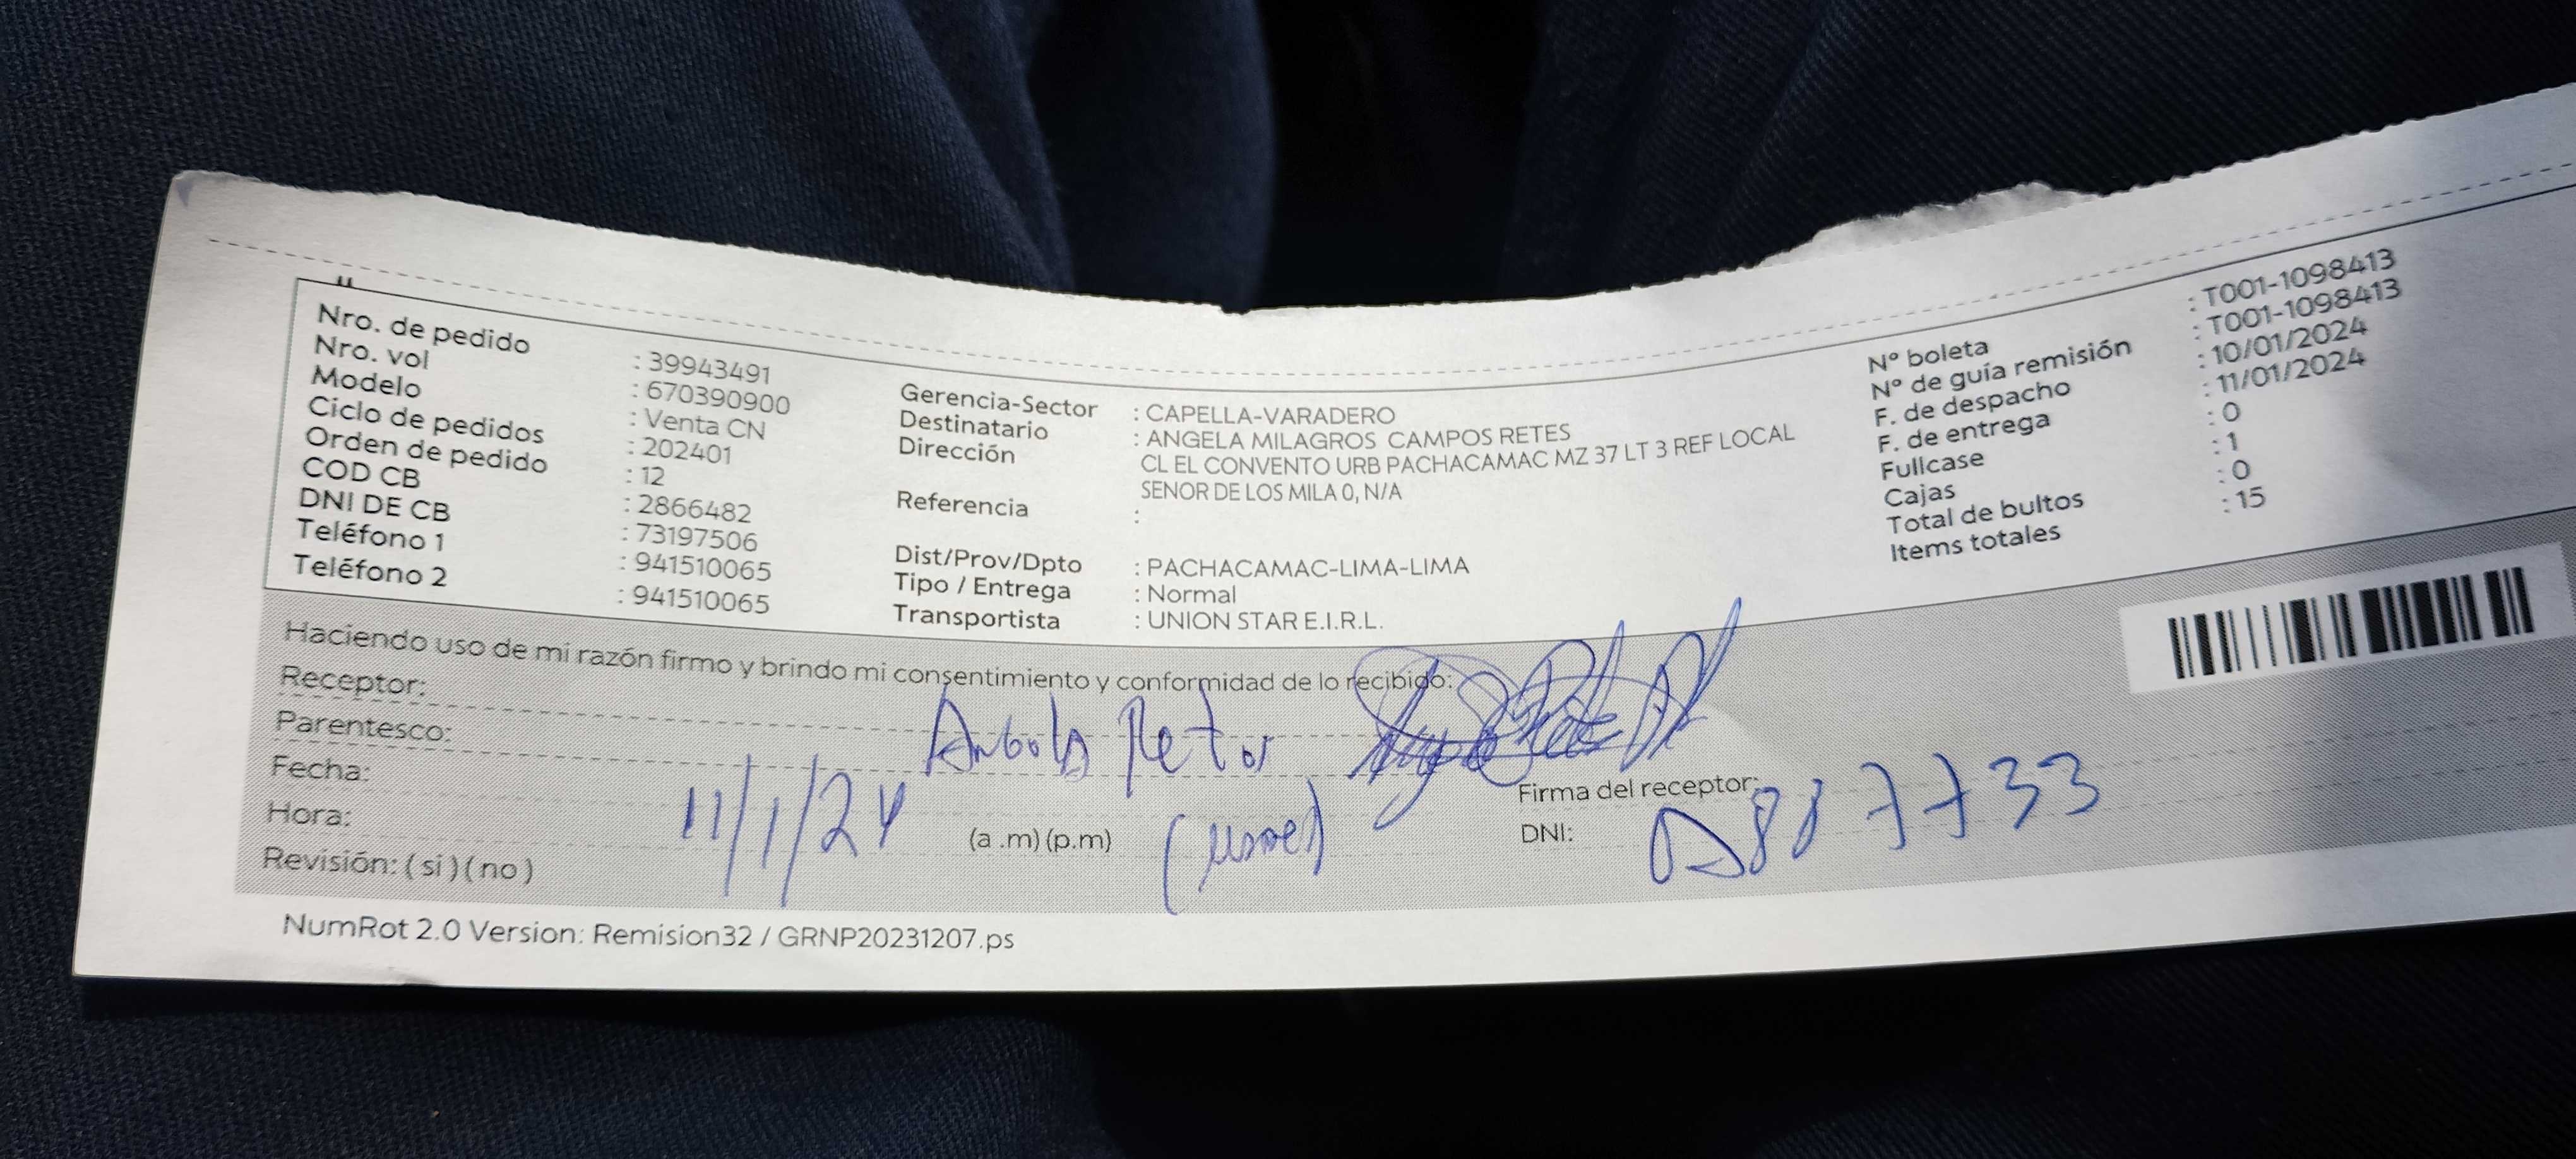 Nro. de pedido : 39943491
Nro. vol : 670390900
Modelo : Venta CN
Ciclo de pedidos : 202401
Orden de pedido : 12
COD CB : 2866482
DNI DE CB : 73197506
Teléfono 1 : 941510065
Teléfono 2 : 941510065
Gerencia-Sector : CAPELLA-VARADERO
Destinatario : ANGELA MILAGROS CAMPOS RETES
Dirección CL EL CONVENTO URB PACHACAMAC MZ 37 LT 3 REF LOCAL
SENOR DE LOS MILA 0, N/A
Referencia :
Dist/Prov/Dpto : PACHACAMAC-LIMA-LIMA
Tipo / Entrega : Normal
Transportista : UNION STAR E.I.R.L.
N° boleta : T001-1098413
N° de guía remisión : T001-1098413
F. de despacho : 10/01/2024
F. de entrega : 11/01/2024
Fullcase : 0
Cajas : 1
Total de bultos : 0
Items totales : 15
Haciendo uso de mi razón firmo y brindo mi consentimiento y conformidad de lo recibido:
Receptor:
Parentesco:
Fecha: 11/1/24
Hora: (a .m) (p.m)
Revisión: ( si ) ( no )
Firma del receptor:
DNI:
NumRot 2.0 Version: Remision32 / GRNP20231207.ps